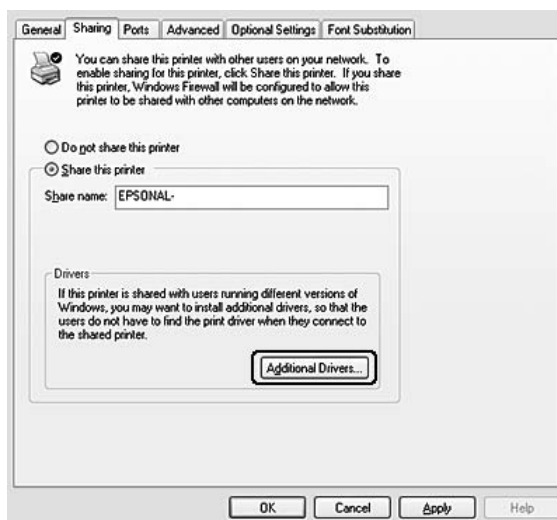 General Sharing Ports Advanced Optional Settings Font Substitution
You can share this printer with other users on your network. To
enable sharing for this printer, click Share this printer. If you share
this printer, Windows Firewall will be configured to allow this
printer to be shared with other computers on the network.
Do not share this printer
Share this printer
Share name: EPSONAL-
Drivers
If this printer is shared with users running different versions of
Windows, you may want to install additional drivers, so that the
users do not have to find the print driver when they connect to
the shared printer.
Additional Drivers...
OK Cancel Apply Help